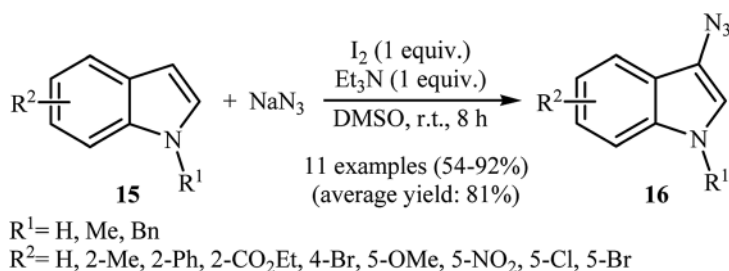 I₂ (1 equiv.)
Et₃N (1 equiv.)
R² + NaN₃ DMSO, r.t., 8 h R² N₃
N N
R¹ R¹
11 examples (54-92%)
15 (average yield: 81%) 16
R¹= H, Me, Bn
R²= H, 2-Me, 2-Ph, 2-CO₂Et, 4-Br, 5-OMe, 5-NO₂, 5-Cl, 5-Br